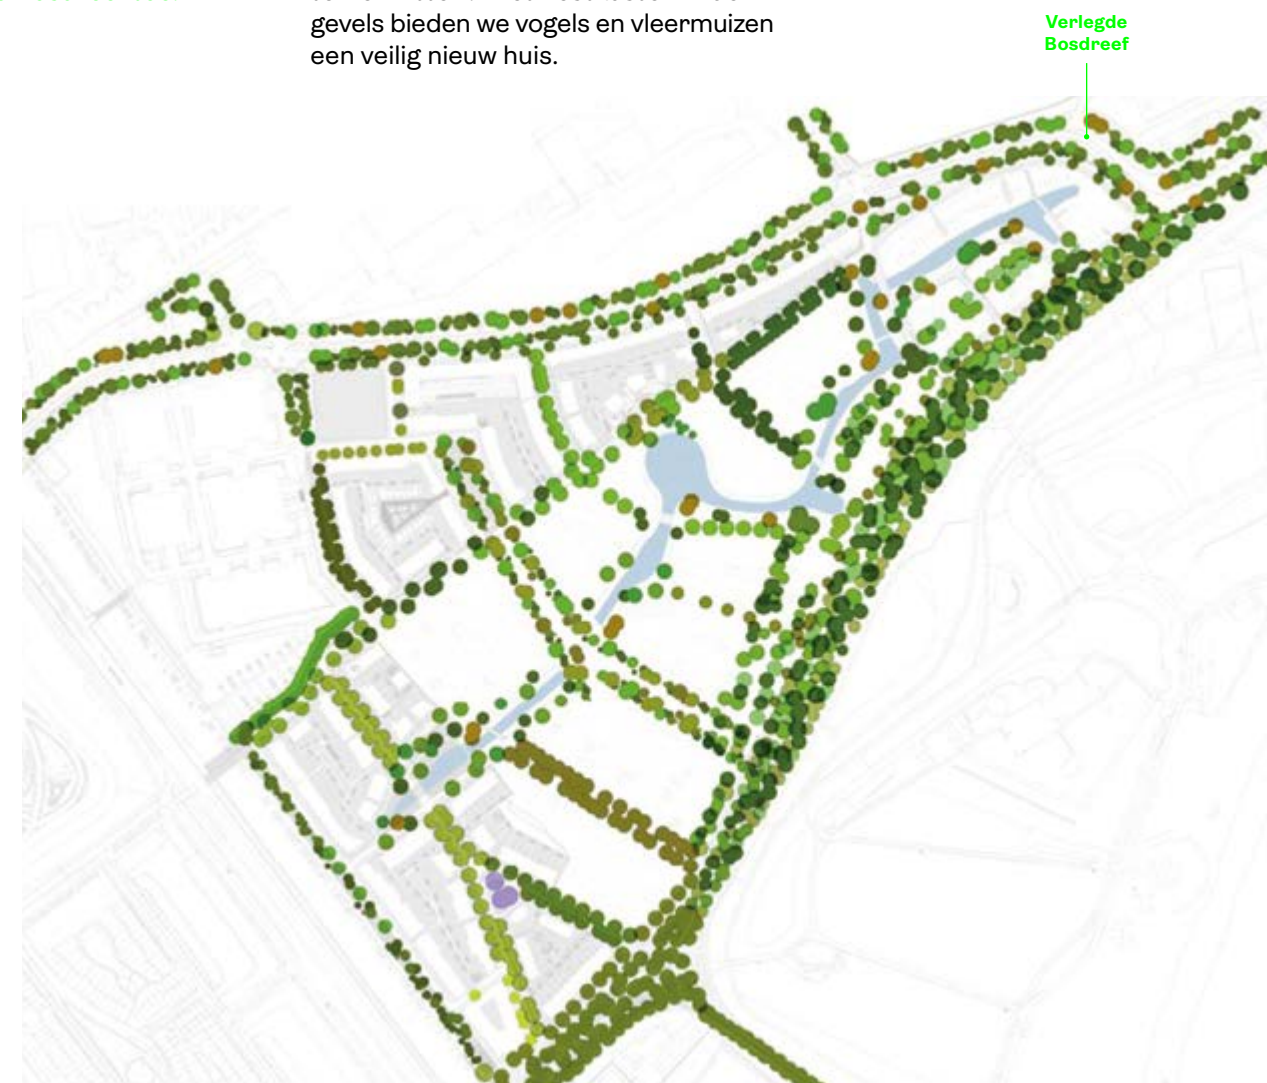 gevels bieden we vogels en vleermuizen
een veilig nieuw huis.
Verlegde
Bosdreef